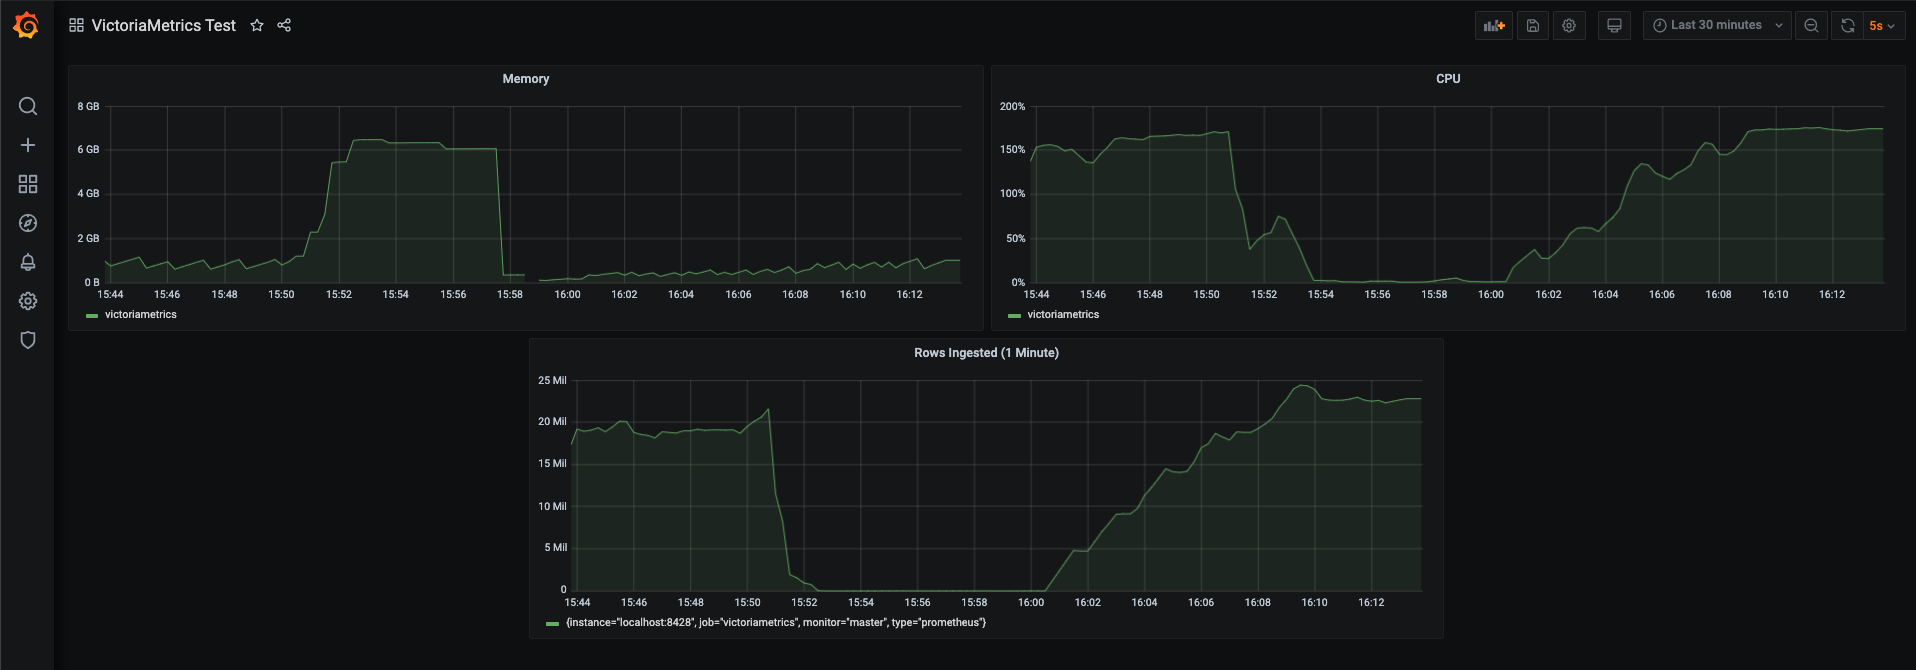 VictoriaMetrics Test
Last 30 minutes
5s
Memory
8 GB
6 GB
4 GB
2 GB
0 B
15:44 15:46 15:48 15:50 15:52 15:54 15:56 15:58 16:00 16:02 16:04 16:06 16:08 16:10 16:12
victoriametrics
CPU
200%
150%
100%
50%
0%
15:44 15:46 15:48 15:50 15:52 15:54 15:56 15:58 16:00 16:02 16:04 16:06 16:08 16:10 16:12
victoriametrics
Rows Ingested (1 Minute)
25 Mil
20 Mil
15 Mil
10 Mil
5 Mil
0
15:44 15:46 15:48 15:50 15:52 15:54 15:56 15:58 16:00 16:02 16:04 16:06 16:08 16:10 16:12
{instance="localhost:8428", job="victoriametrics", monitor="master", type="prometheus"}